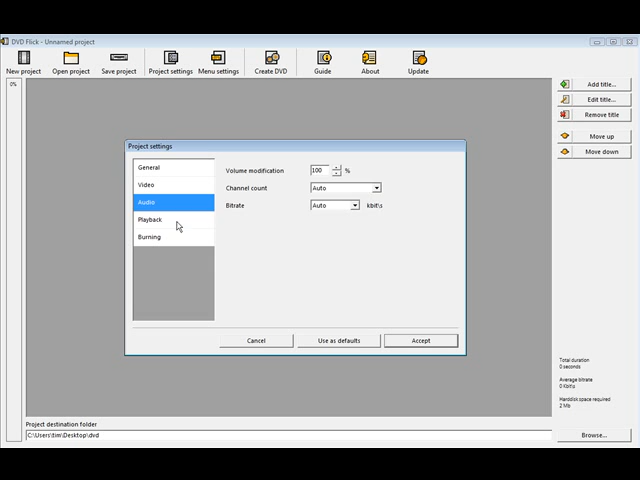 DVD Flick - Unnamed project
New project Open project Save project Project settings Menu settings Create DVD Guide About Update
0%
Add title...
Edit title...
Remove title
Move up
Move down
Project settings
General
Video
Audio
Playback
Burning
Volume modification 100 %
Channel count Auto
Bitrate Auto kbit\s
Cancel Use as defaults Accept
Total duration
0 seconds
Average bitrate
0 Kbit\s
Harddisk space required
2 Mb
Project destination folder
C:\Users\tim\Desktop\dvd Browse...